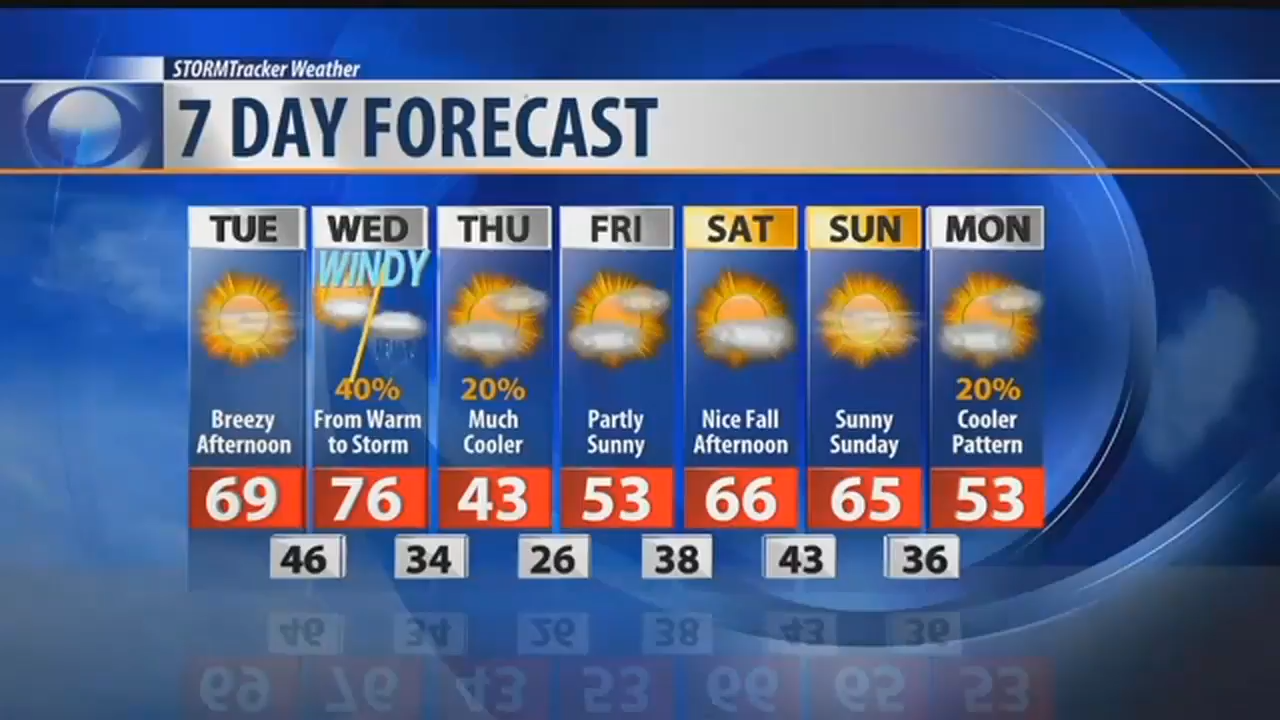 STORMTracker Weather
7 DAY FORECAST
TUE WED THU FRI SAT SUN MON
WINDY
40% 20% 20%
Breezy From Warm Much Partly Nice Fall Sunny Cooler
Afternoon to Storm Cooler Sunny Afternoon Sunday Pattern
69 76 43 53 66 65 53
46 34 26 38 43 36